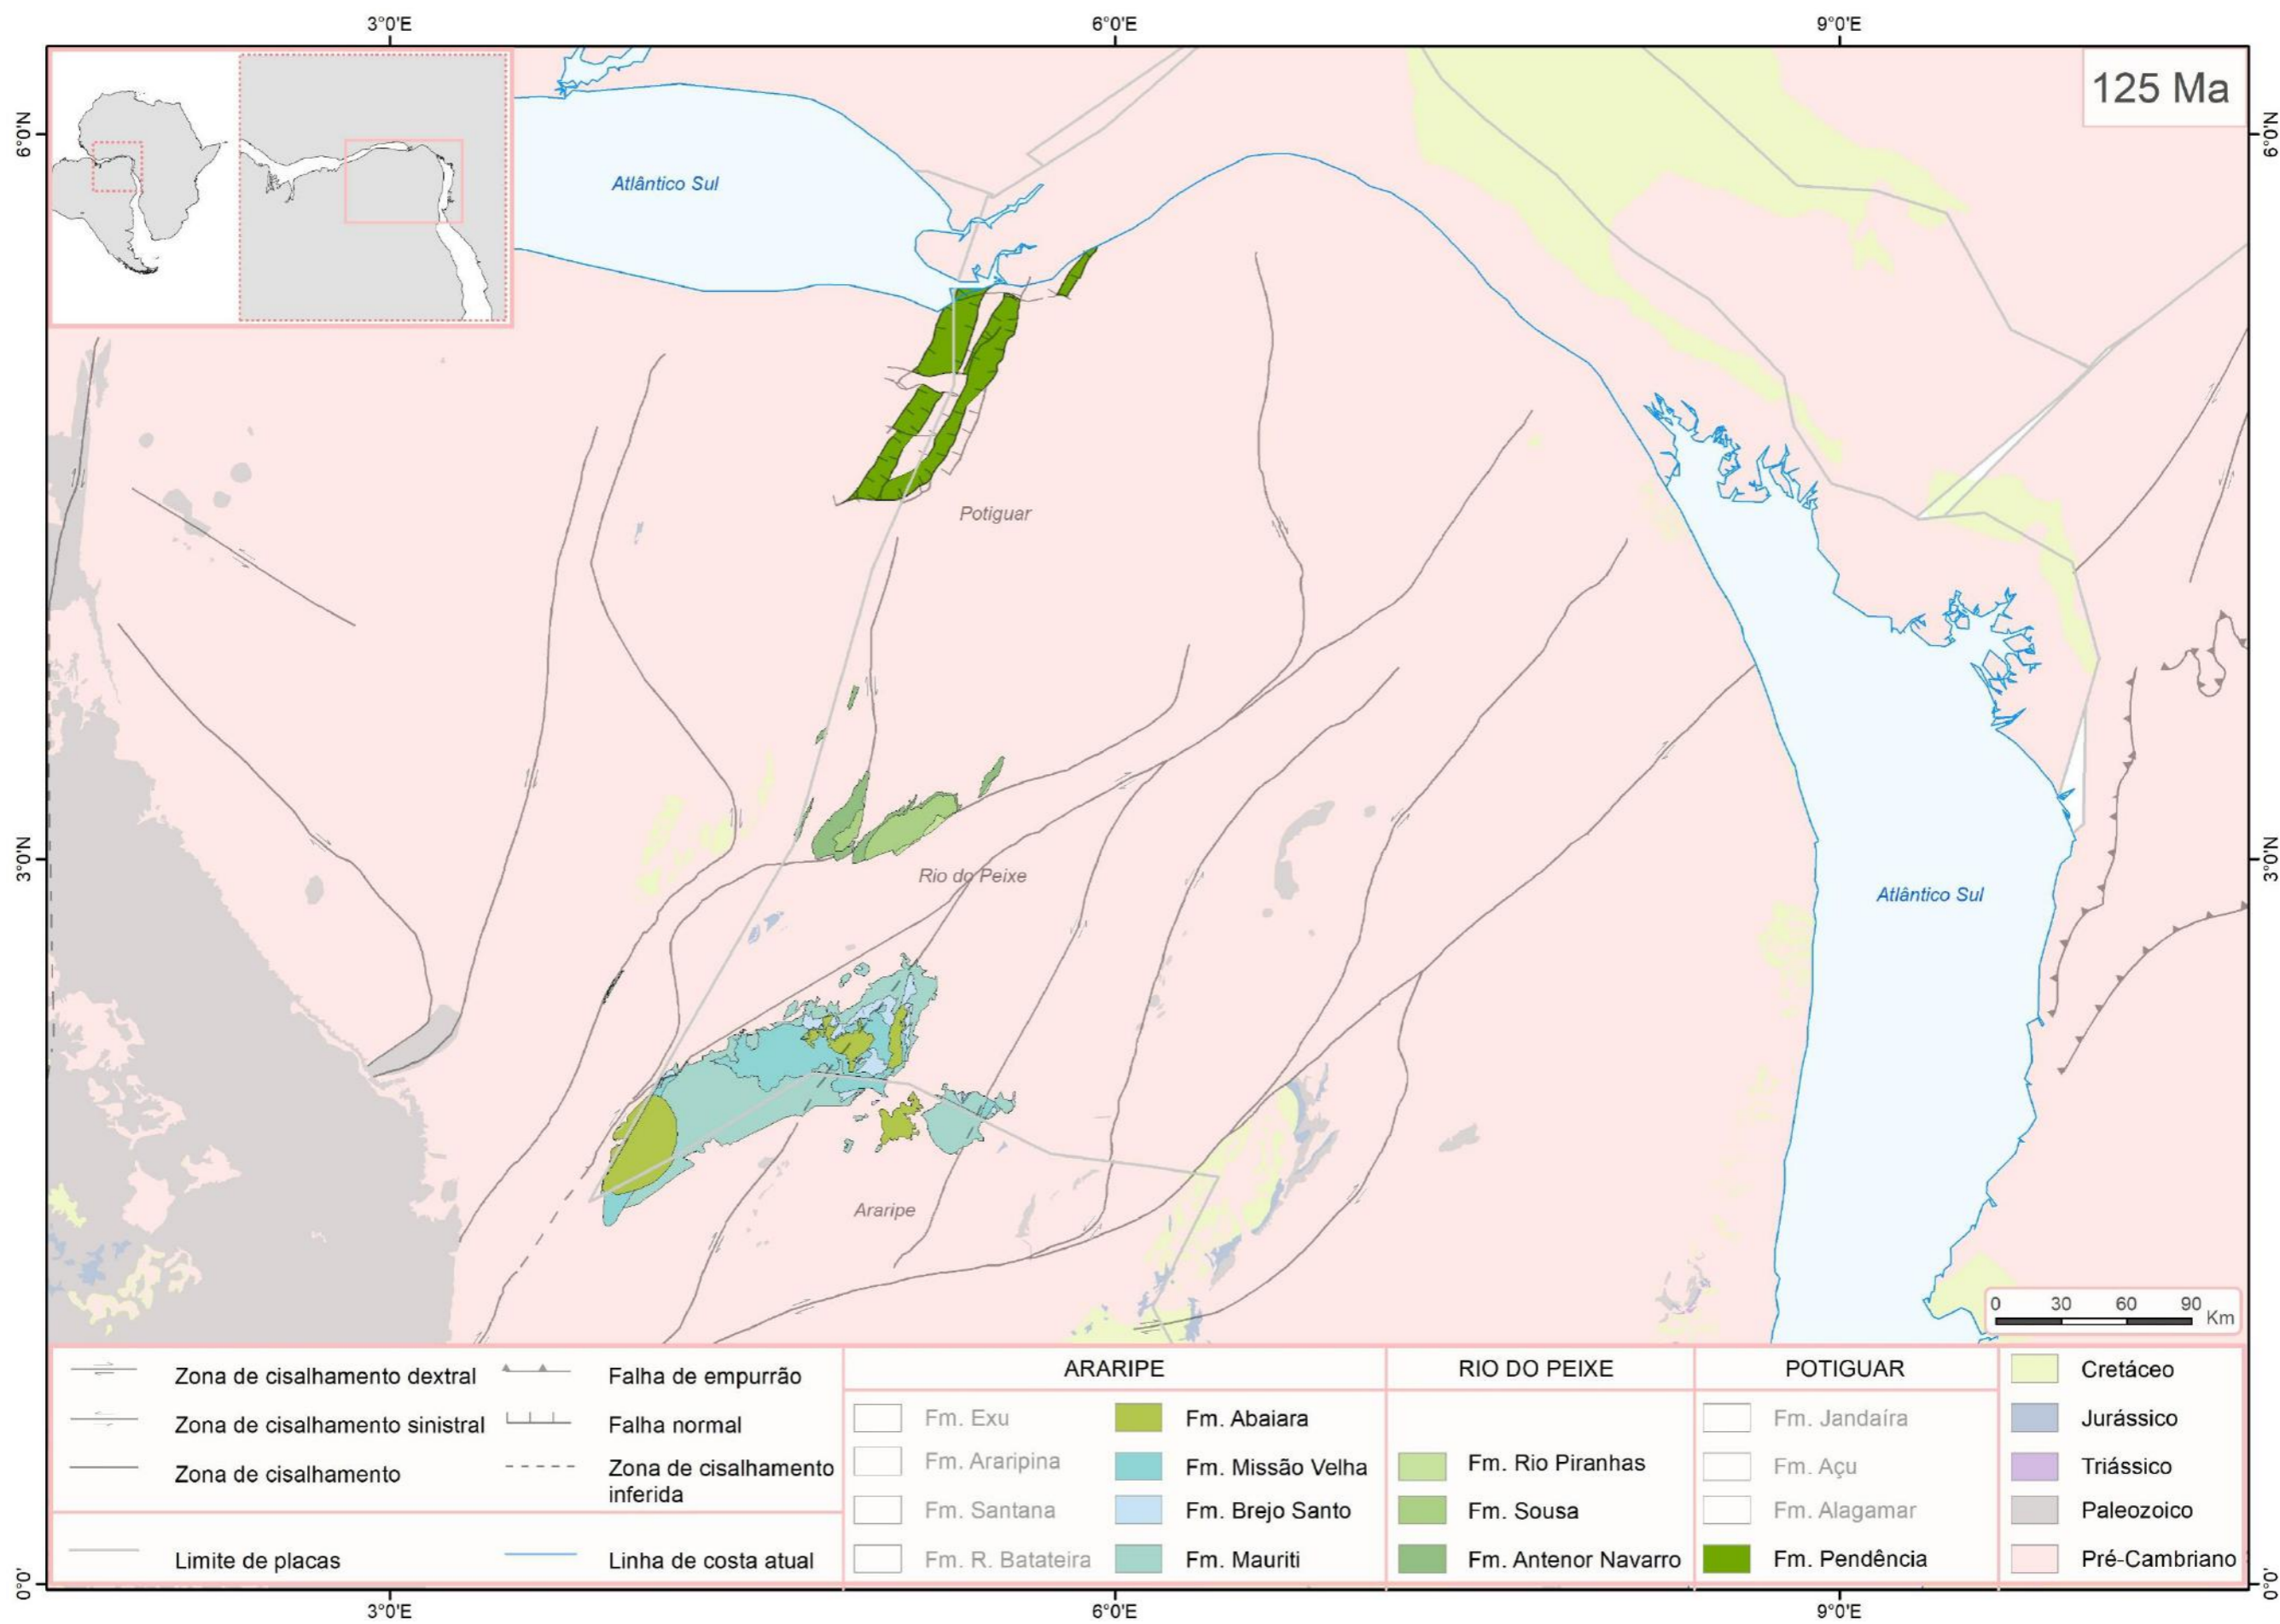 3°0'E
6°0'E
9°0'E
125 Ma
6°0'N
6°0'N
Atlântico Sul
Potiguar
3°0'N
3°0'N
Rio do Peixe
Atlântico Sul
Araripe
0 30 60 90
Km
Zona de cisalhamento dextral
Falha de empurrão
Zona de cisalhamento sinistral
Falha normal
Zona de cisalhamento
Zona de cisalhamento
inferida
Limite de placas
Linha de costa atual
ARARIPE
Fm. Exu
Fm. Abaiara
Fm. Araripina
Fm. Missão Velha
Fm. Santana
Fm. Brejo Santo
Fm. R. Batateira
Fm. Mauriti
RIO DO PEIXE
Fm. Rio Piranhas
Fm. Sousa
Fm. Antenor Navarro
POTIGUAR
Fm. Jandaíra
Fm. Açu
Fm. Alagamar
Fm. Pendência
Cretáceo
Jurássico
Triássico
Paleozoico
Pré-Cambriano
0°0'
0°0'
3°0'E
6°0'E
9°0'E